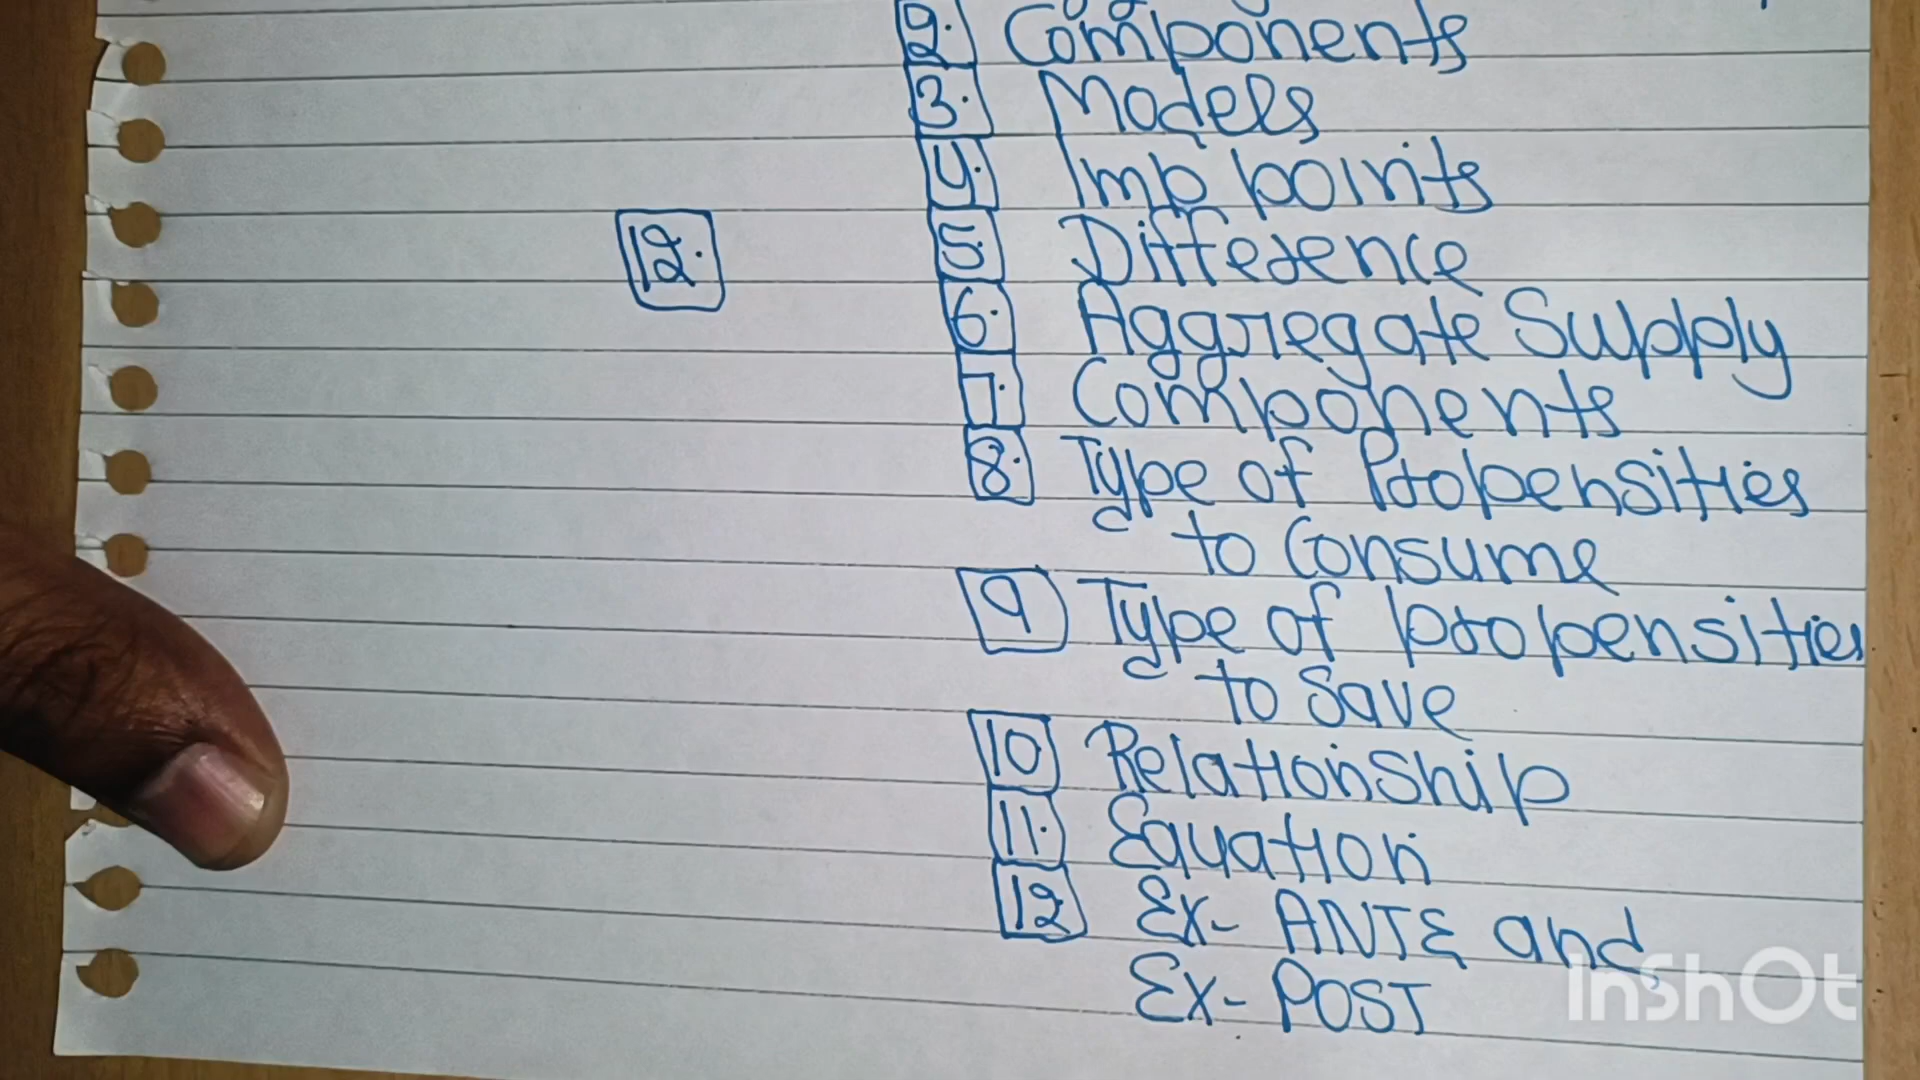 2. Components
3. Models
4. Imp points
12.
5. Difference
6. Aggregate Supply
7. Components
8. Type of Propensities
to Consume
9 Type of propensities
to Save
10 Relationship
11. Equation
12 Ex- ANTE and
Ex- POST
InShOt